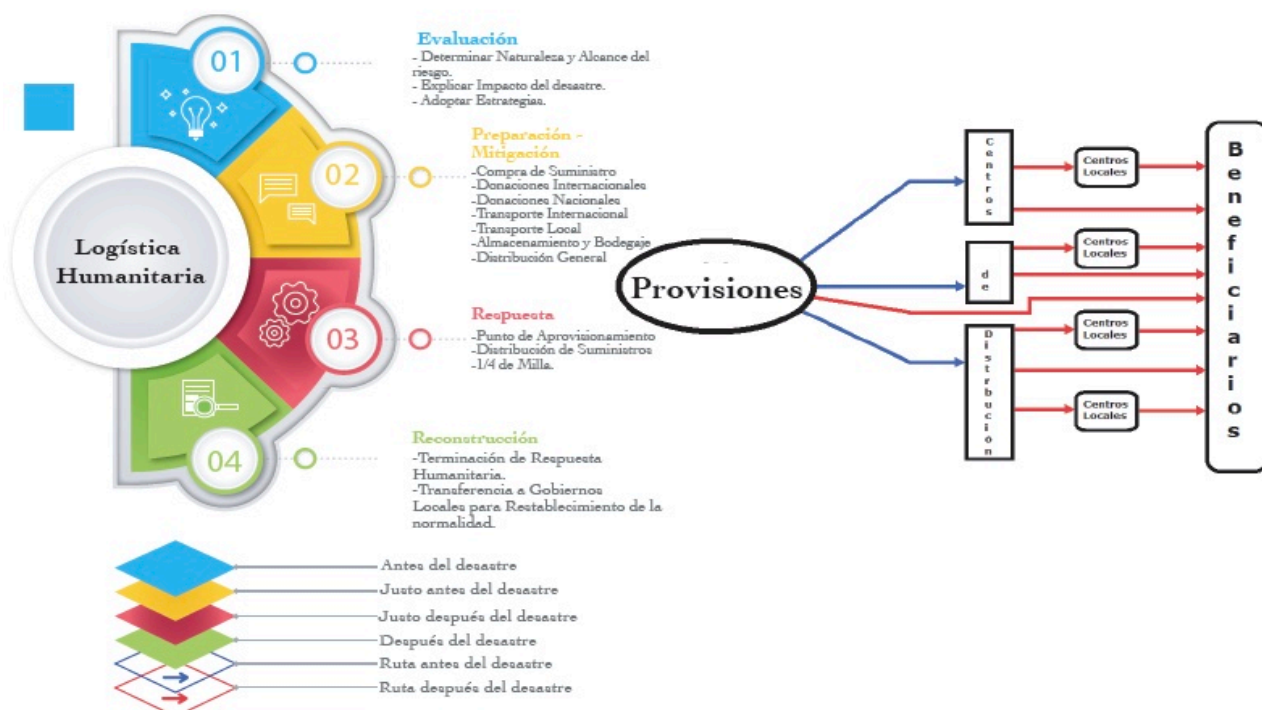 01
Evaluación
- Determinar Naturaleza y Alcance del
riesgo.
- Explicar Impacto del desastre.
- Adoptar Estrategias.
02
Preparación -
Mitigación
-Compra de Suministro
-Donaciones Internacionales
-Donaciones Nacionales
-Transporte Internacional
-Transporte Local
-Almacenamiento y Bodegaje
-Distribución General
Logística
Humanitaria
03
Respuesta
-Punto de Aprovisionamiento
-Distribución de Suministros
-1/4 de Milla.
04
Reconstrucción
-Terminación de Respuesta
Humanitaria.
-Transferencia a Gobiernos
Locales para Restablecimiento de la
normalidad.
Antes del desastre
Justo antes del desastre
Justo después del desastre
Después del desastre
Ruta antes del desastre
Ruta después del desastre
Provisiones
Centros
de
Distrbución
Centros
Locales
Centros
Locales
Centros
Locales
Centros
Locales
Beneficiarios